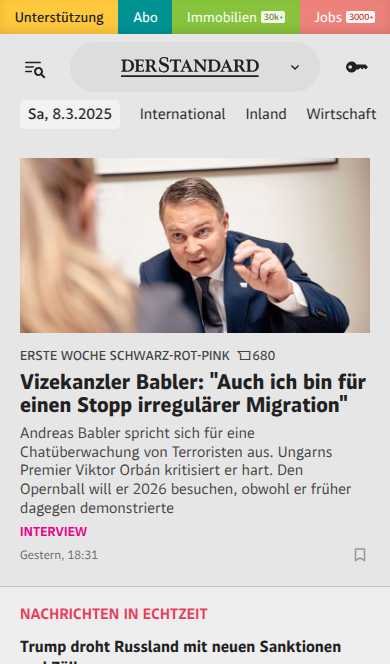 Unterstützung Abo Immobilien 30k+ Jobs 3000+
DERSTANDARD
Sa, 8.3.2025 International Inland Wirtschaft
ERSTE WOCHE SCHWARZ-ROT-PINK 680
Vizekanzler Babler: "Auch ich bin für
einen Stopp irregulärer Migration"
Andreas Babler spricht sich für eine
Chatüberwachung von Terroristen aus. Ungarns
Premier Viktor Orbán kritisiert er hart. Den
Opernball will er 2026 besuchen, obwohl er früher
dagegen demonstrierte
INTERVIEW
Gestern, 18:31
NACHRICHTEN IN ECHTZEIT
Trump droht Russland mit neuen Sanktionen